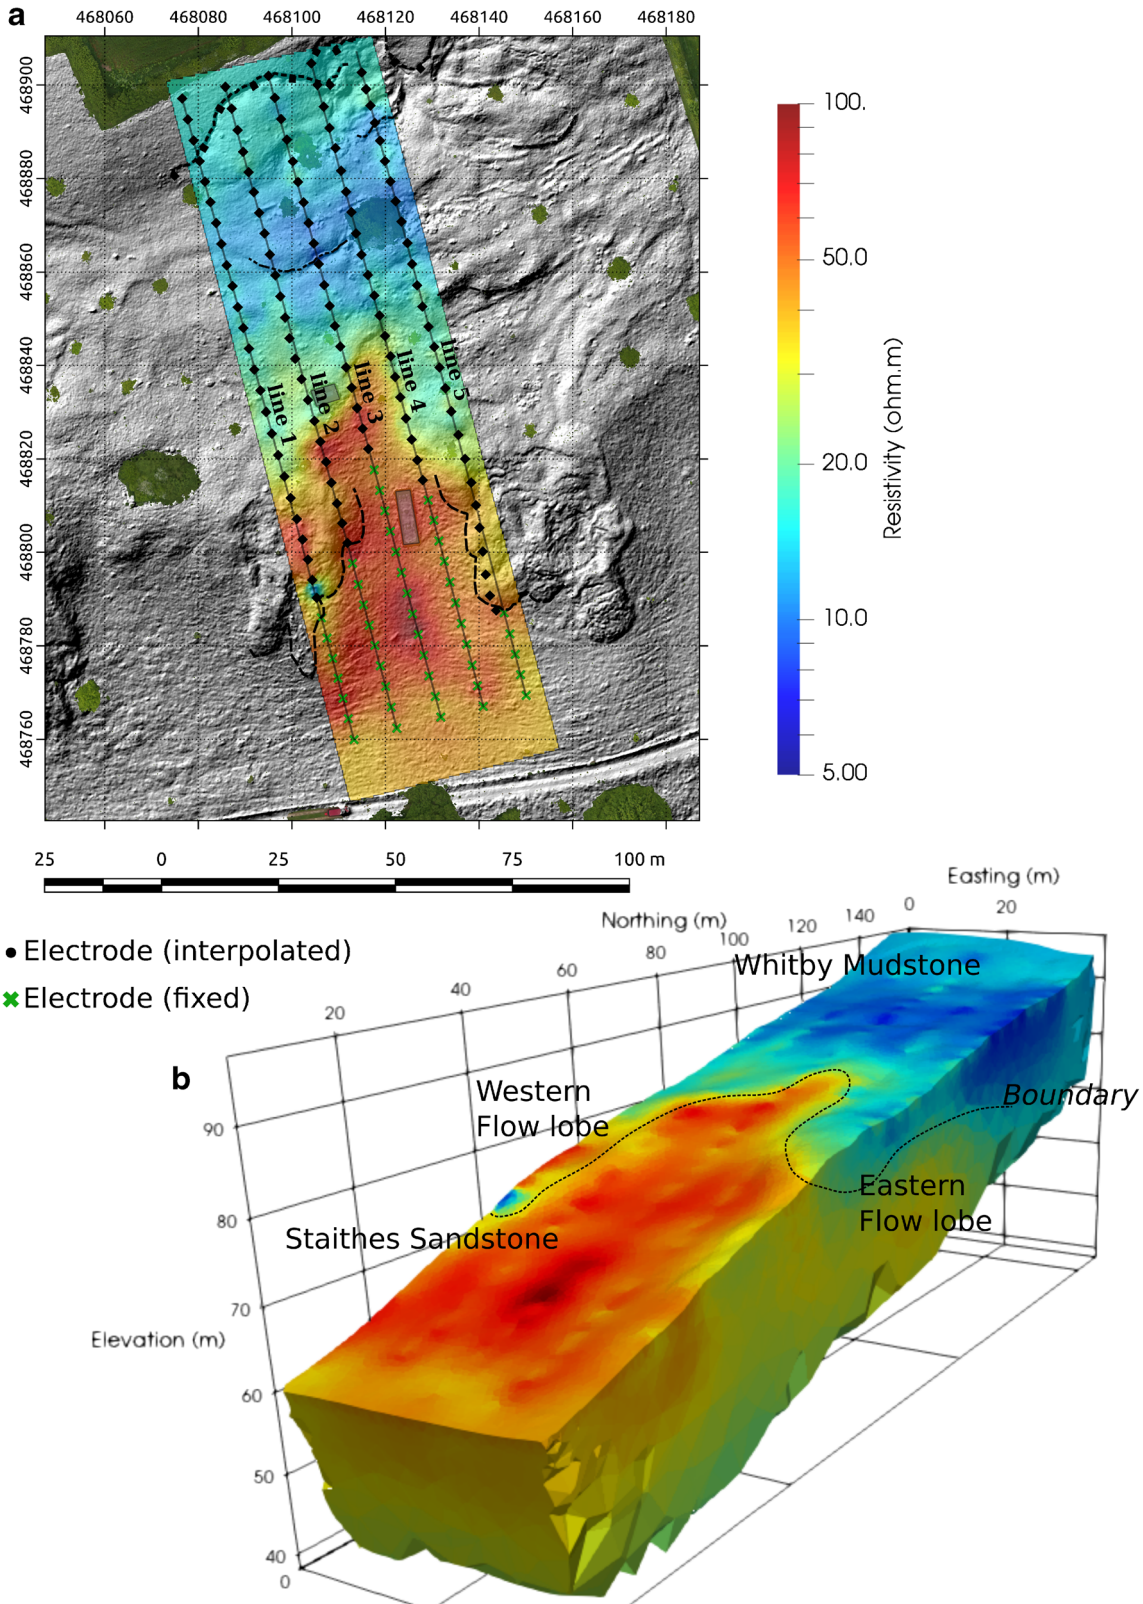 a
468060 468080 468100 468120 468140 468160 468180
468900
468880
468860
468840
468820
468800
468780
468760
line 1
line 2
line 3
line 4
line 5
100.
50.0
20.0
10.0
5.00
Resistivity (ohm.m)
25 0 25 50 75 100 m
Electrode (interpolated)
Electrode (fixed)
b
Easting (m)
0 20
Northing (m)
20 40 60 80 100 120 140
Whitby Mudstone
Western
Flow lobe
Boundary
Eastern
Flow lobe
Staithes Sandstone
Elevation (m)
90
80
70
60
50
40
0